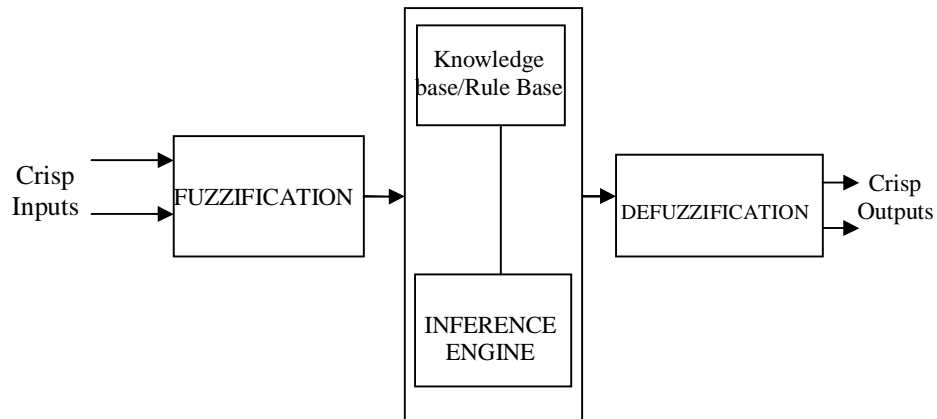 Crisp
Inputs
FUZZIFICATION
Knowledge
base/Rule Base
INFERENCE
ENGINE
DEFUZZIFICATION
Crisp
Outputs